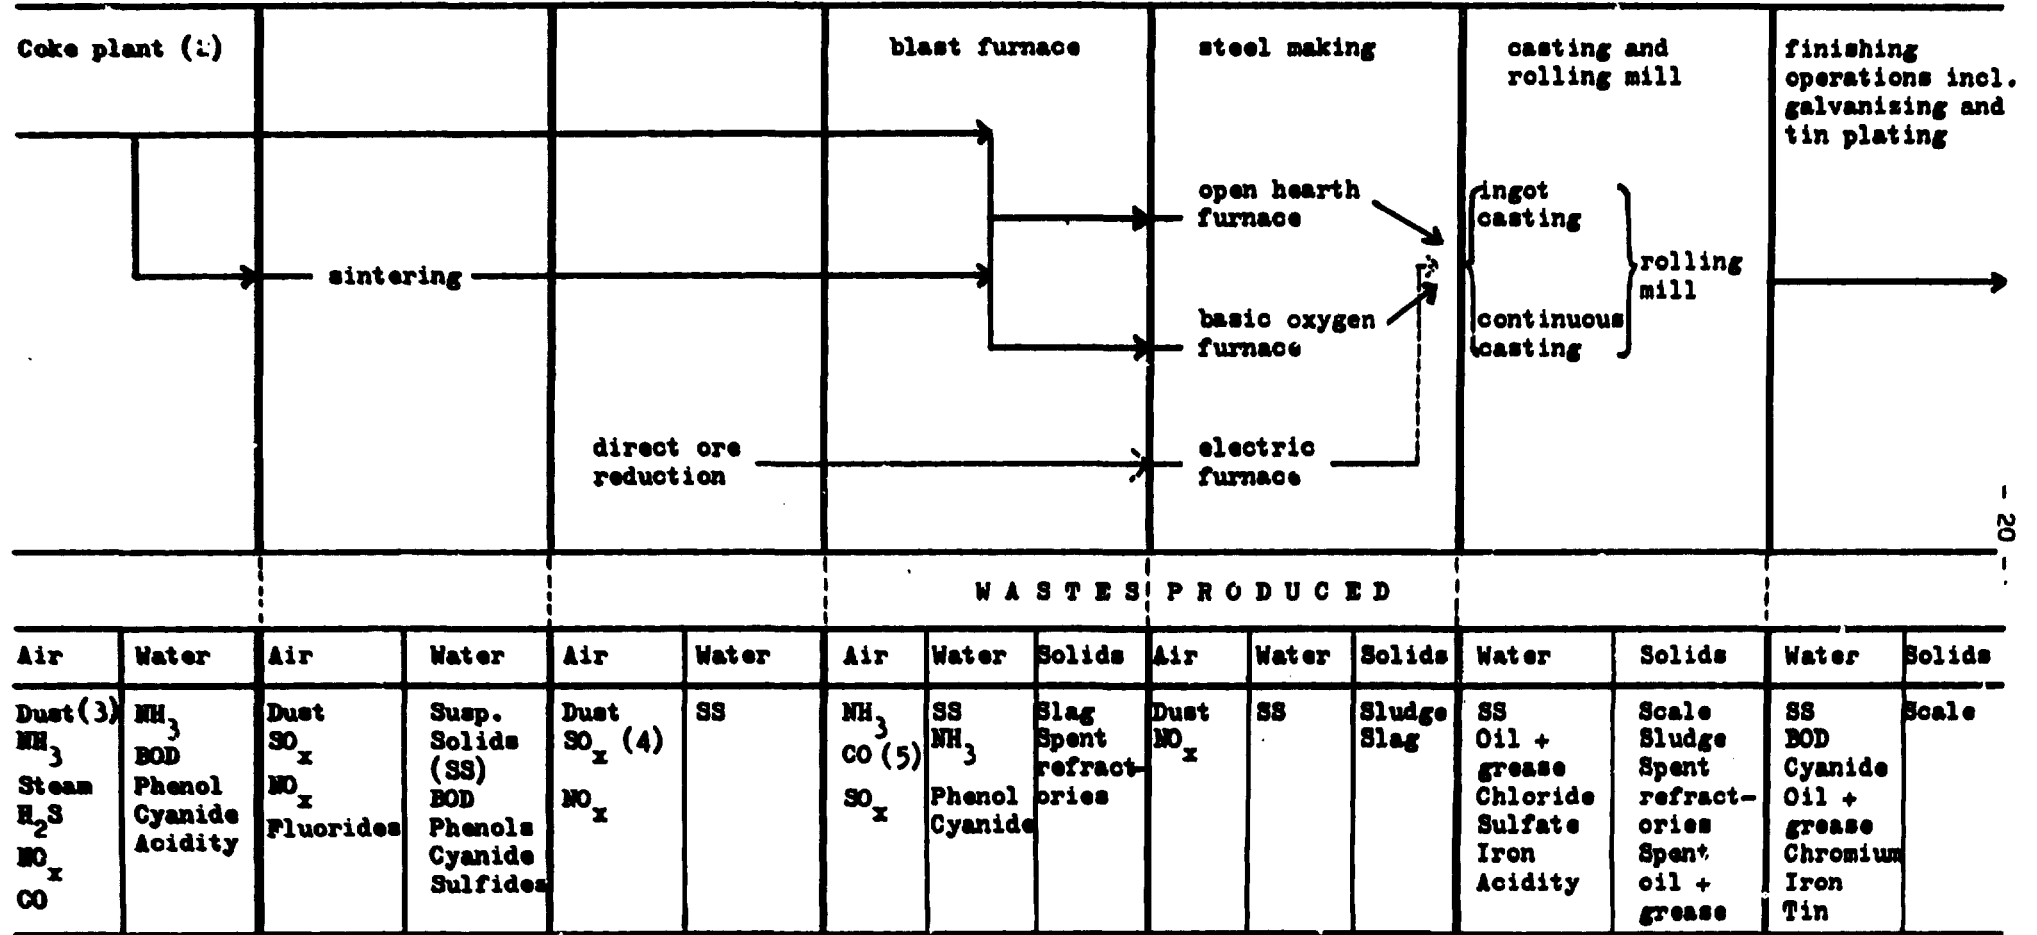 Coke plant (2)
blast furnace
steel making
casting and
rolling mill
finishing
operations incl.
galvanizing and
tin plating
open hearth
furnace
ingot
casting
sintering
rolling
mill
basic oxygen
furnace
continuous
casting
direct ore
reduction
electric
furnace
- 20 -
WASTES PRODUCED
Air
Water
Air
Water
Air
Water
Air
Water
Solids
Air
Water
Solids
Water
Solids
Water
Solids
Dust(3)
NH3
Steam
H2S
NOx
CO
NH3
BOD
Phenol
Cyanide
Acidity
Dust
SOx
NOx
Fluorides
Susp.
Solids
(SS)
BOD
Phenols
Cyanide
Sulfides
Dust
SOx (4)
NOx
SS
NH3
CO (5)
SOx
SS
NH3
Phenol
Cyanide
Slag
Spent
refract-
ories
Dust
NOx
SS
Sludge
Slag
SS
Oil +
grease
Chloride
Sulfate
Iron
Acidity
Scale
Sludge
Spent
refract-
ories
Spent
oil +
grease
SS
BOD
Cyanide
Oil +
grease
Chromium
Iron
Tin
Scale